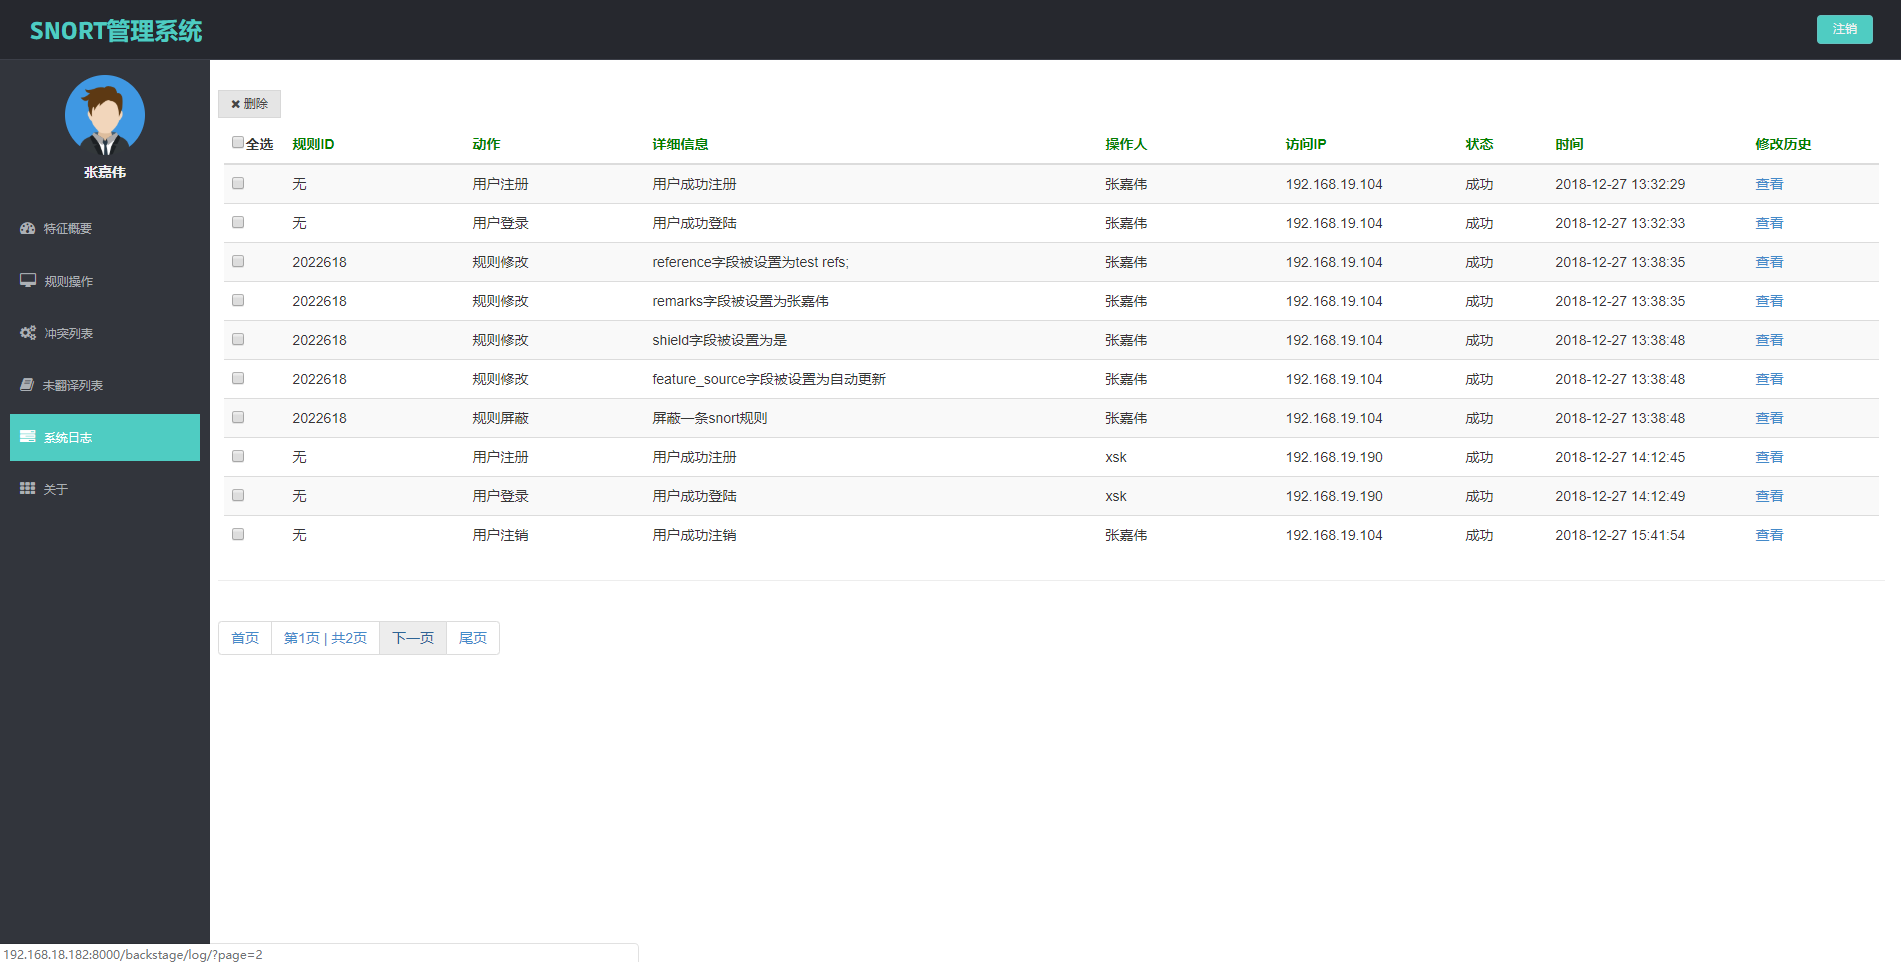 SNORT管理系统
注销
张嘉伟
特征概要
规则操作
冲突列表
未翻译列表
系统日志
关于
删除
全选 规则ID 动作 详细信息 操作人 访问IP 状态 时间 修改历史
无 用户注册 用户成功注册 张嘉伟 192.168.19.104 成功 2018-12-27 13:32:29 查看
无 用户登录 用户成功登陆 张嘉伟 192.168.19.104 成功 2018-12-27 13:32:33 查看
2022618 规则修改 reference字段被设置为test refs; 张嘉伟 192.168.19.104 成功 2018-12-27 13:38:35 查看
2022618 规则修改 remarks字段被设置为张嘉伟 张嘉伟 192.168.19.104 成功 2018-12-27 13:38:35 查看
2022618 规则修改 shield字段被设置为是 张嘉伟 192.168.19.104 成功 2018-12-27 13:38:48 查看
2022618 规则修改 feature_source字段被设置为自动更新 张嘉伟 192.168.19.104 成功 2018-12-27 13:38:48 查看
2022618 规则屏蔽 屏蔽一条snort规则 张嘉伟 192.168.19.104 成功 2018-12-27 13:38:48 查看
无 用户注册 用户成功注册 xsk 192.168.19.190 成功 2018-12-27 14:12:45 查看
无 用户登录 用户成功登陆 xsk 192.168.19.190 成功 2018-12-27 14:12:49 查看
无 用户注销 用户成功注销 张嘉伟 192.168.19.104 成功 2018-12-27 15:41:54 查看
首页 第1页 | 共2页 下一页 尾页
192.168.18.182:8000/backstage/log/?page=2